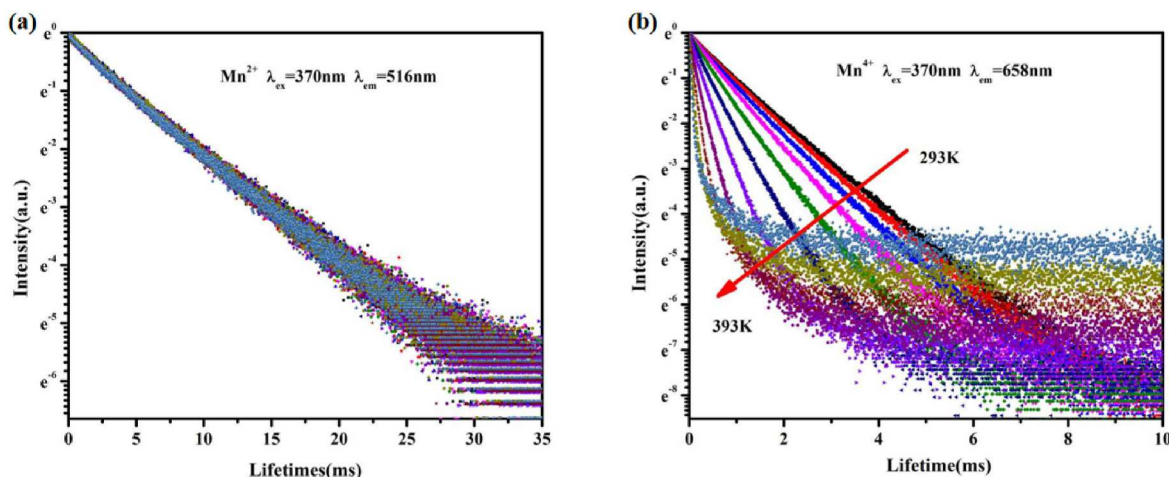 (a)
Mn²⁺ λex=370nm λem=516nm
Intensity(a.u.)
e⁰
e⁻¹
e⁻²
e⁻³
e⁻⁴
e⁻⁵
e⁻⁶
0 5 10 15 20 25 30 35
Lifetimes(ms)
(b)
Mn⁴⁺ λex=370nm λem=658nm
293K
393K
Intensity(a.u.)
e⁰
e⁻¹
e⁻²
e⁻³
e⁻⁴
e⁻⁵
e⁻⁶
e⁻⁷
e⁻⁸
0 2 4 6 8 10
Lifetime(ms)